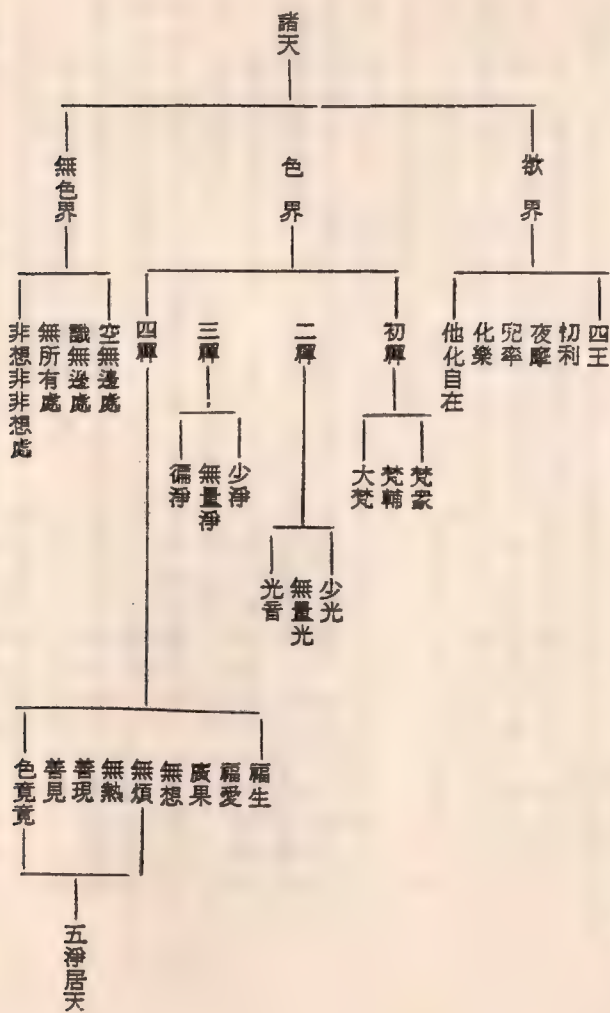 諸天
欲界
色界
無色界
四王
忉利
夜摩
兜率
化樂
他化自在
初禪
二禪
三禪
四禪
空無邊處
識無邊處
無所有處
非想非非想處
梵眾
梵輔
大梵
少光
無量光
光音
少淨
無量淨
徧淨
福生
福愛
廣果
無想
無煩
無熱
善現
善見
色竟竟
五淨居天